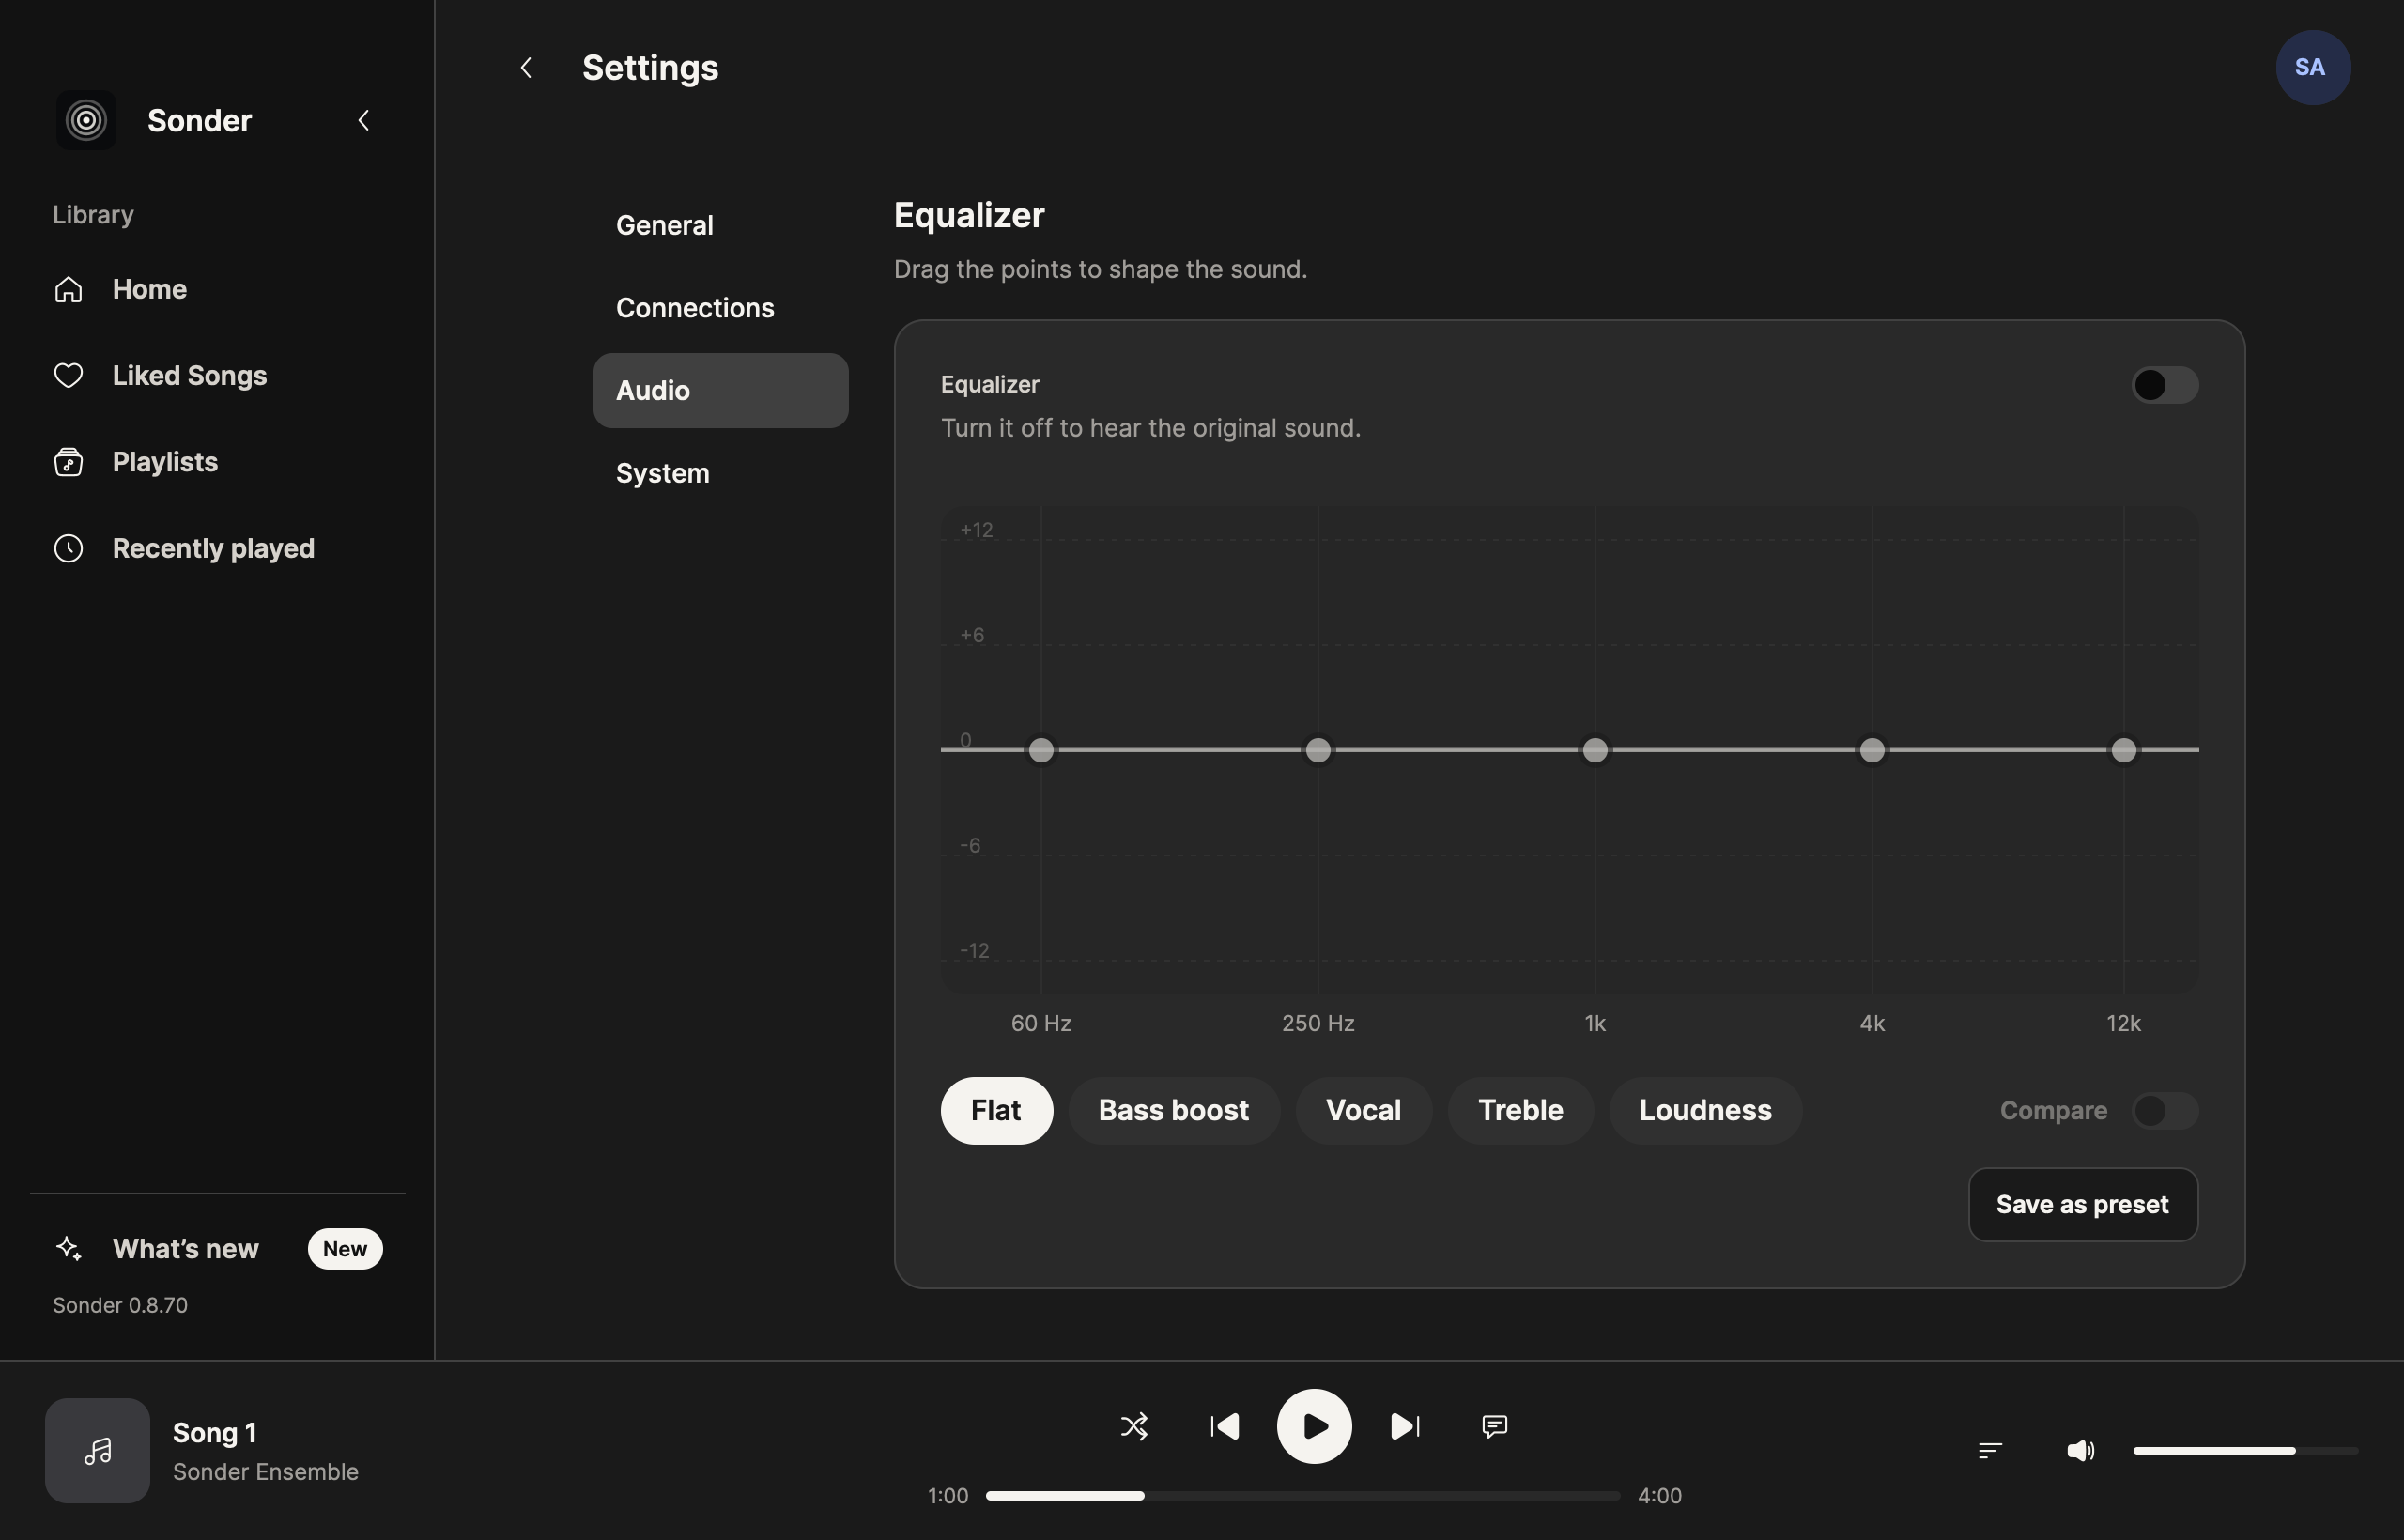 Sonder
Library
Home
Liked Songs
Playlists
Recently played
What’s new
New
Sonder 0.8.70
Settings
SA
General
Connections
Audio
System
Equalizer
Drag the points to shape the sound.
Equalizer
Turn it off to hear the original sound.
+12
+6
0
-6
-12
60 Hz 250 Hz 1k 4k 12k
Flat Bass boost Vocal Treble Loudness Compare
Save as preset
Song 1
Sonder Ensemble
1:00 4:00